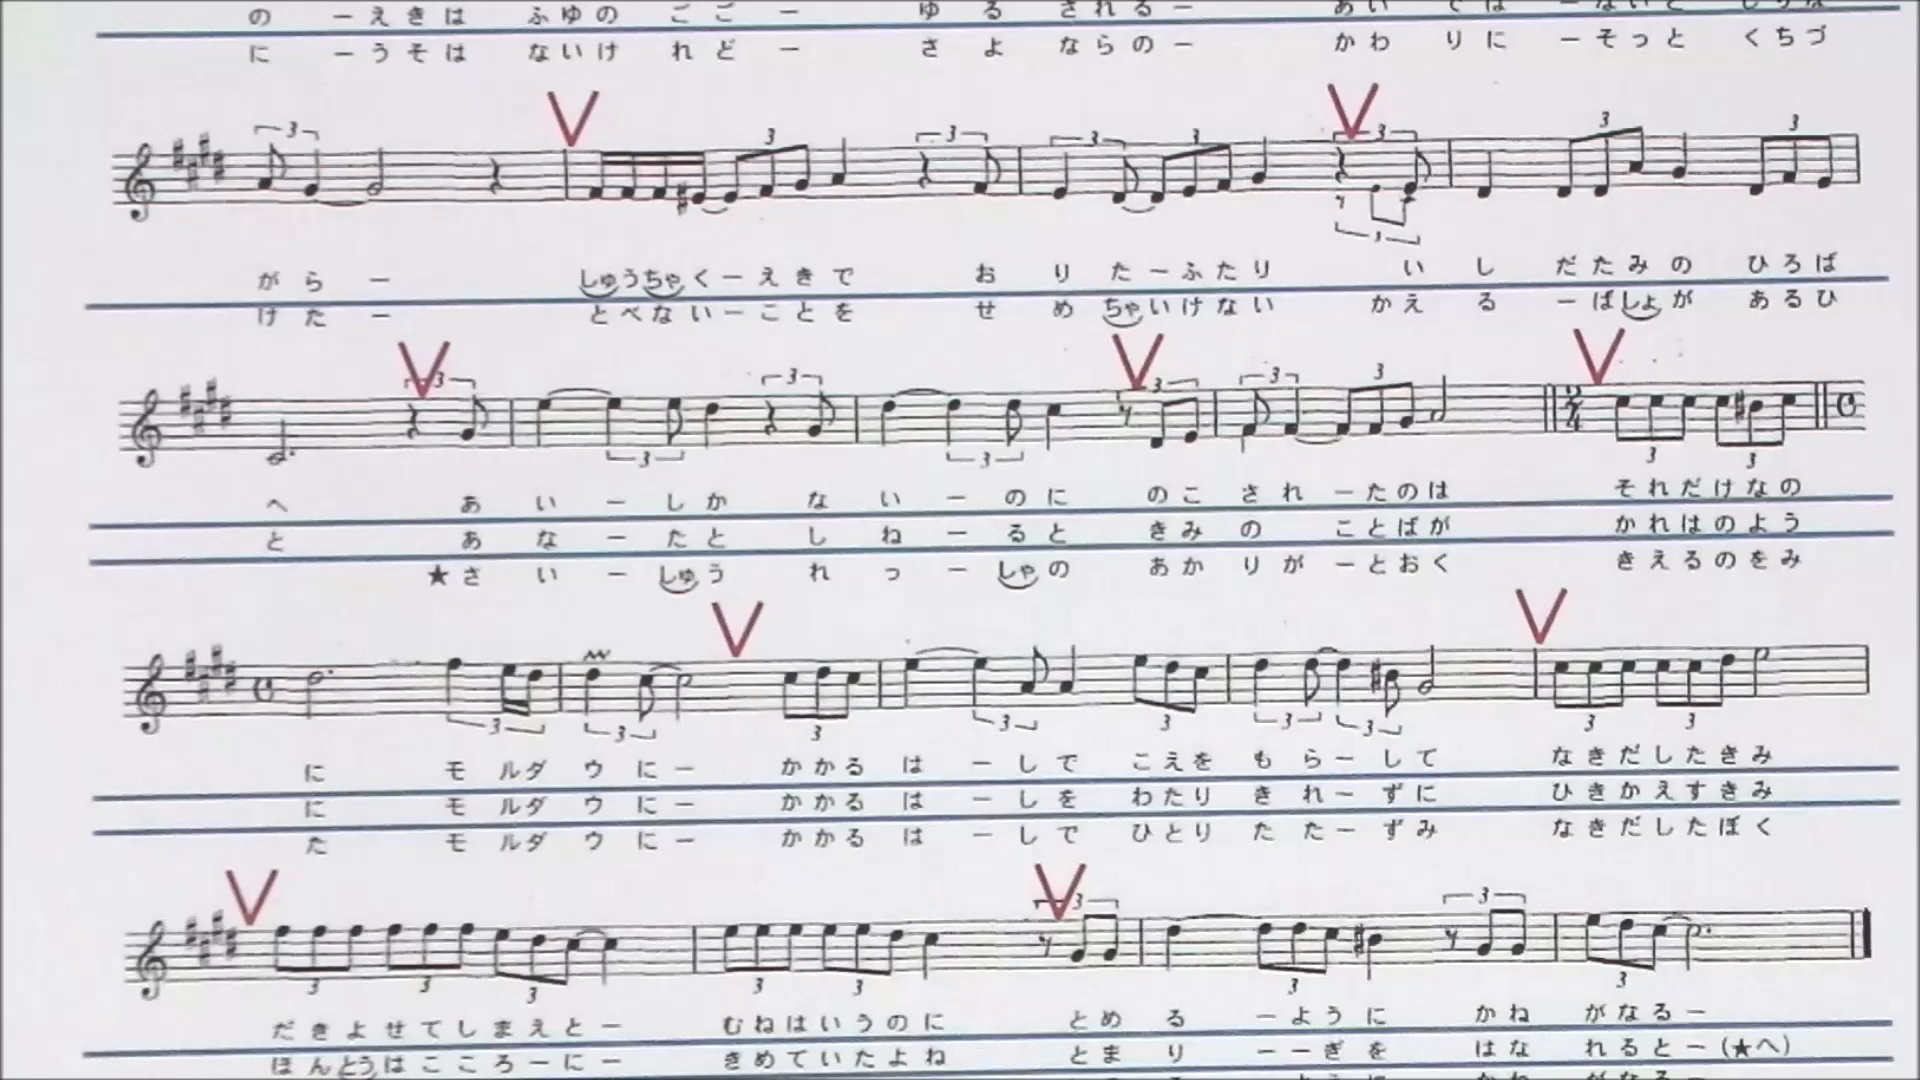 の ーえきは ふゆの ごご ー ゆる される ー あい では ーないと しりな
に ーうそは ないけ れど ー さよ ならの ー かわ りに ーそっと くちづ
がら ー しゅうちゃくーえきで おりたーふたり いし だたみの ひろば
けた ー とべないーことを せめちゃいけない かえる ーばしょが あるひ
へ あいーしか ないーのに のこされーたのは それだけなの
と あなーたと しねーると きみの ことばが かれはのよう
★さいーしゅう れっーしゃの あかりがーとおく きえるのをみ
に モルダウにー かかるはーして こえをもらーして なきだしたきみ
に モルダウにー かかるはーしを わたりきれーずに ひきかえすきみ
た モルダウにー かかるはーしで ひとりたたーずみ なきだしたぼく
だきよせてしまえとー むねはいうのに とめるーように かねがなるー
ほんとうはこころーにー きめていたよね とまりーーぎを はなれるとー(★へ)